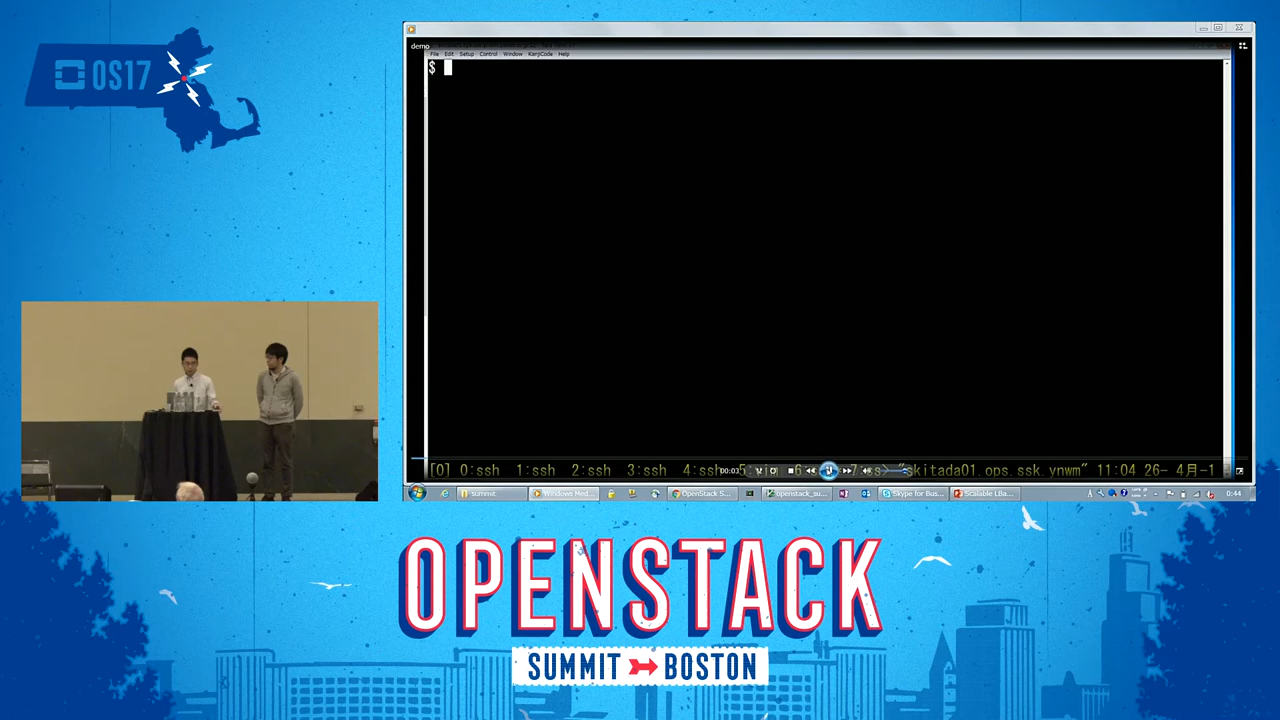 OS17
demo
File Edit Setup Control Window KanjiCode Help
$
00:03
[0] 0:ssh 1:ssh 2:ssh 3:ssh 4:ssh "skitada01.ops.ssk.ynwm" 11:04 26- 4月-1
summit
Windows Med...
OpenStack S...
openstack_su...
Skype for Bus...
Scalable LBa...
0:44
OPENSTACK
SUMMIT BOSTON